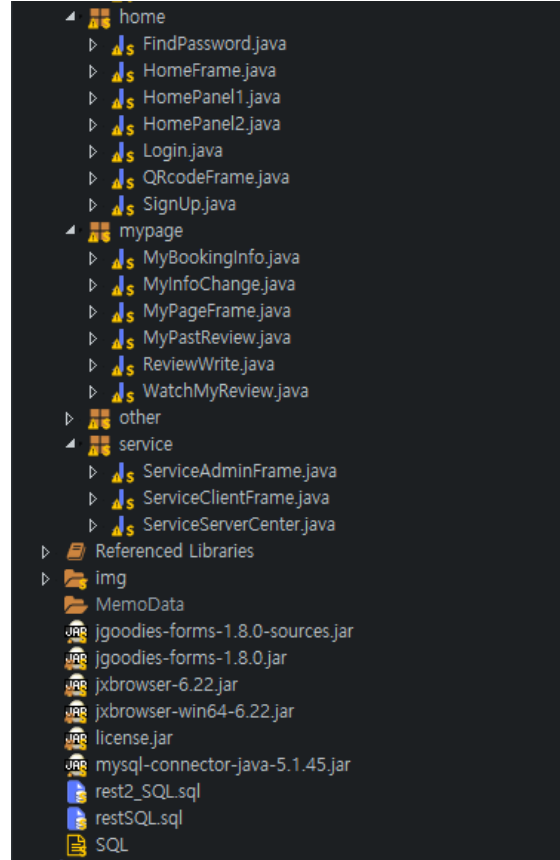 home
FindPassword.java
HomeFrame.java
HomePanel1.java
HomePanel2.java
Login.java
QRcodeFrame.java
SignUp.java
mypage
MyBookingInfo.java
MyInfoChange.java
MyPageFrame.java
MyPastReview.java
ReviewWrite.java
WatchMyReview.java
other
service
ServiceAdminFrame.java
ServiceClientFrame.java
ServiceServerCenter.java
Referenced Libraries
img
MemoData
jgoodies-forms-1.8.0-sources.jar
jgoodies-forms-1.8.0.jar
jxbrowser-6.22.jar
jxbrowser-win64-6.22.jar
license.jar
mysql-connector-java-5.1.45.jar
rest2_SQL.sql
restSQL.sql
SQL